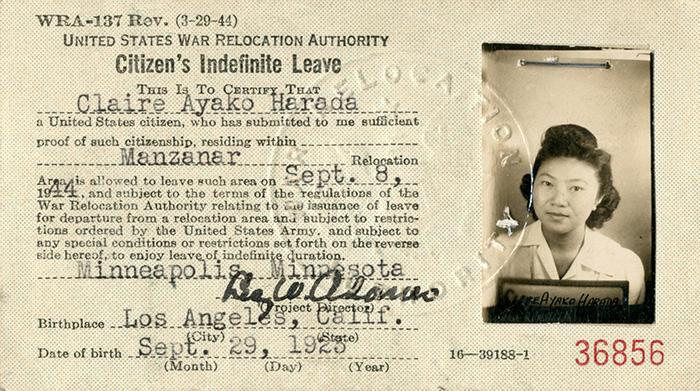 WRA-137 Rev. (3-29-44)
UNITED STATES WAR RELOCATION AUTHORITY
Citizen's Indefinite Leave
THIS IS TO CERTIFY THAT
Claire Ayako Harada
a United States citizen, who has submitted to me sufficient
proof of such citizenship, residing within
Manzanar Relocation
Area is allowed to leave such area on Sept. 8,
1944, and subject to the terms of the regulations of the
War Relocation Authority relating to the issuance of leave
for departure from a relocation area and subject to restric-
tions ordered by the United States Army, and subject to
any special conditions or restrictions set forth on the reverse
side hereof, to enjoy leave of indefinite duration.
Minneapolis, Minnesota
(Project Director)
Birthplace Los Angeles, Calif.
(City) (State)
Date of birth Sept. 29, 1923
(Month) (Day) (Year)
16—39188-1
36856
RELOCATION
CLAIRE AYAKO HARADA